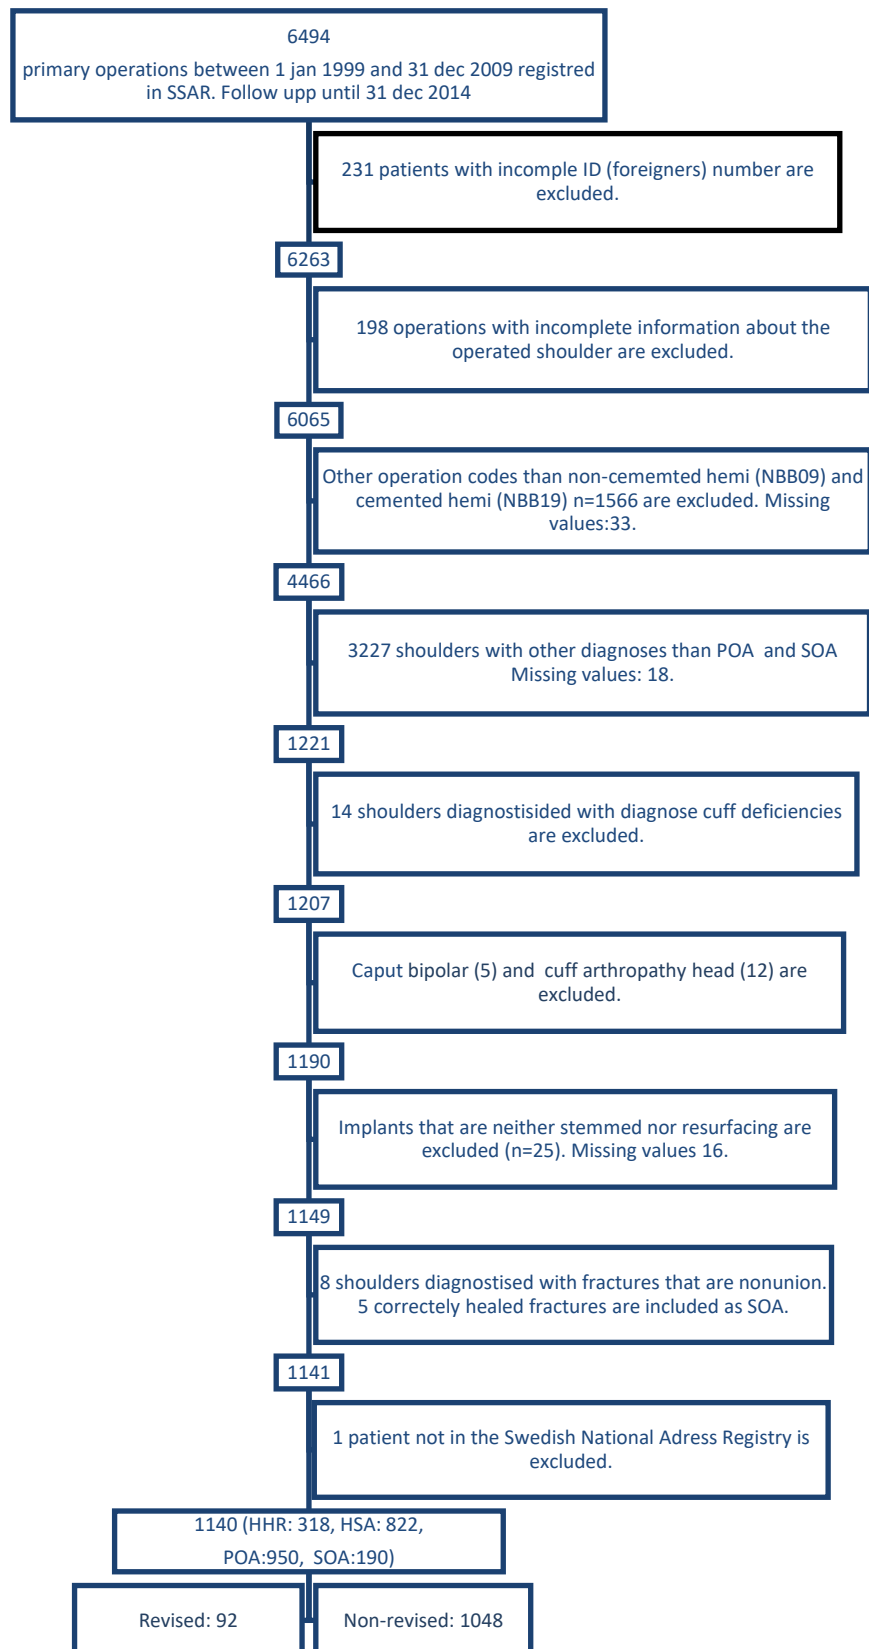 6494
primary operations between 1 jan 1999 and 31 dec 2009 registred
in SSAR. Follow upp until 31 dec 2014
231 patients with incomple ID (foreigners) number are
excluded.
6263
198 operations with incomplete information about the
operated shoulder are excluded.
6065
Other operation codes than non-cememted hemi (NBB09) and
cemented hemi (NBB19) n=1566 are excluded. Missing
values:33.
4466
3227 shoulders with other diagnoses than POA and SOA
Missing values: 18.
1221
14 shoulders diagnostisided with diagnose cuff deficiencies
are excluded.
1207
Caput bipolar (5) and cuff arthropathy head (12) are
excluded.
1190
Implants that are neither stemmed nor resurfacing are
excluded (n=25). Missing values 16.
1149
8 shoulders diagnostised with fractures that are nonunion.
5 correctely healed fractures are included as SOA.
1141
1 patient not in the Swedish National Adress Registry is
excluded.
1140 (HHR: 318, HSA: 822,
POA:950, SOA:190)
Revised: 92
Non-revised: 1048